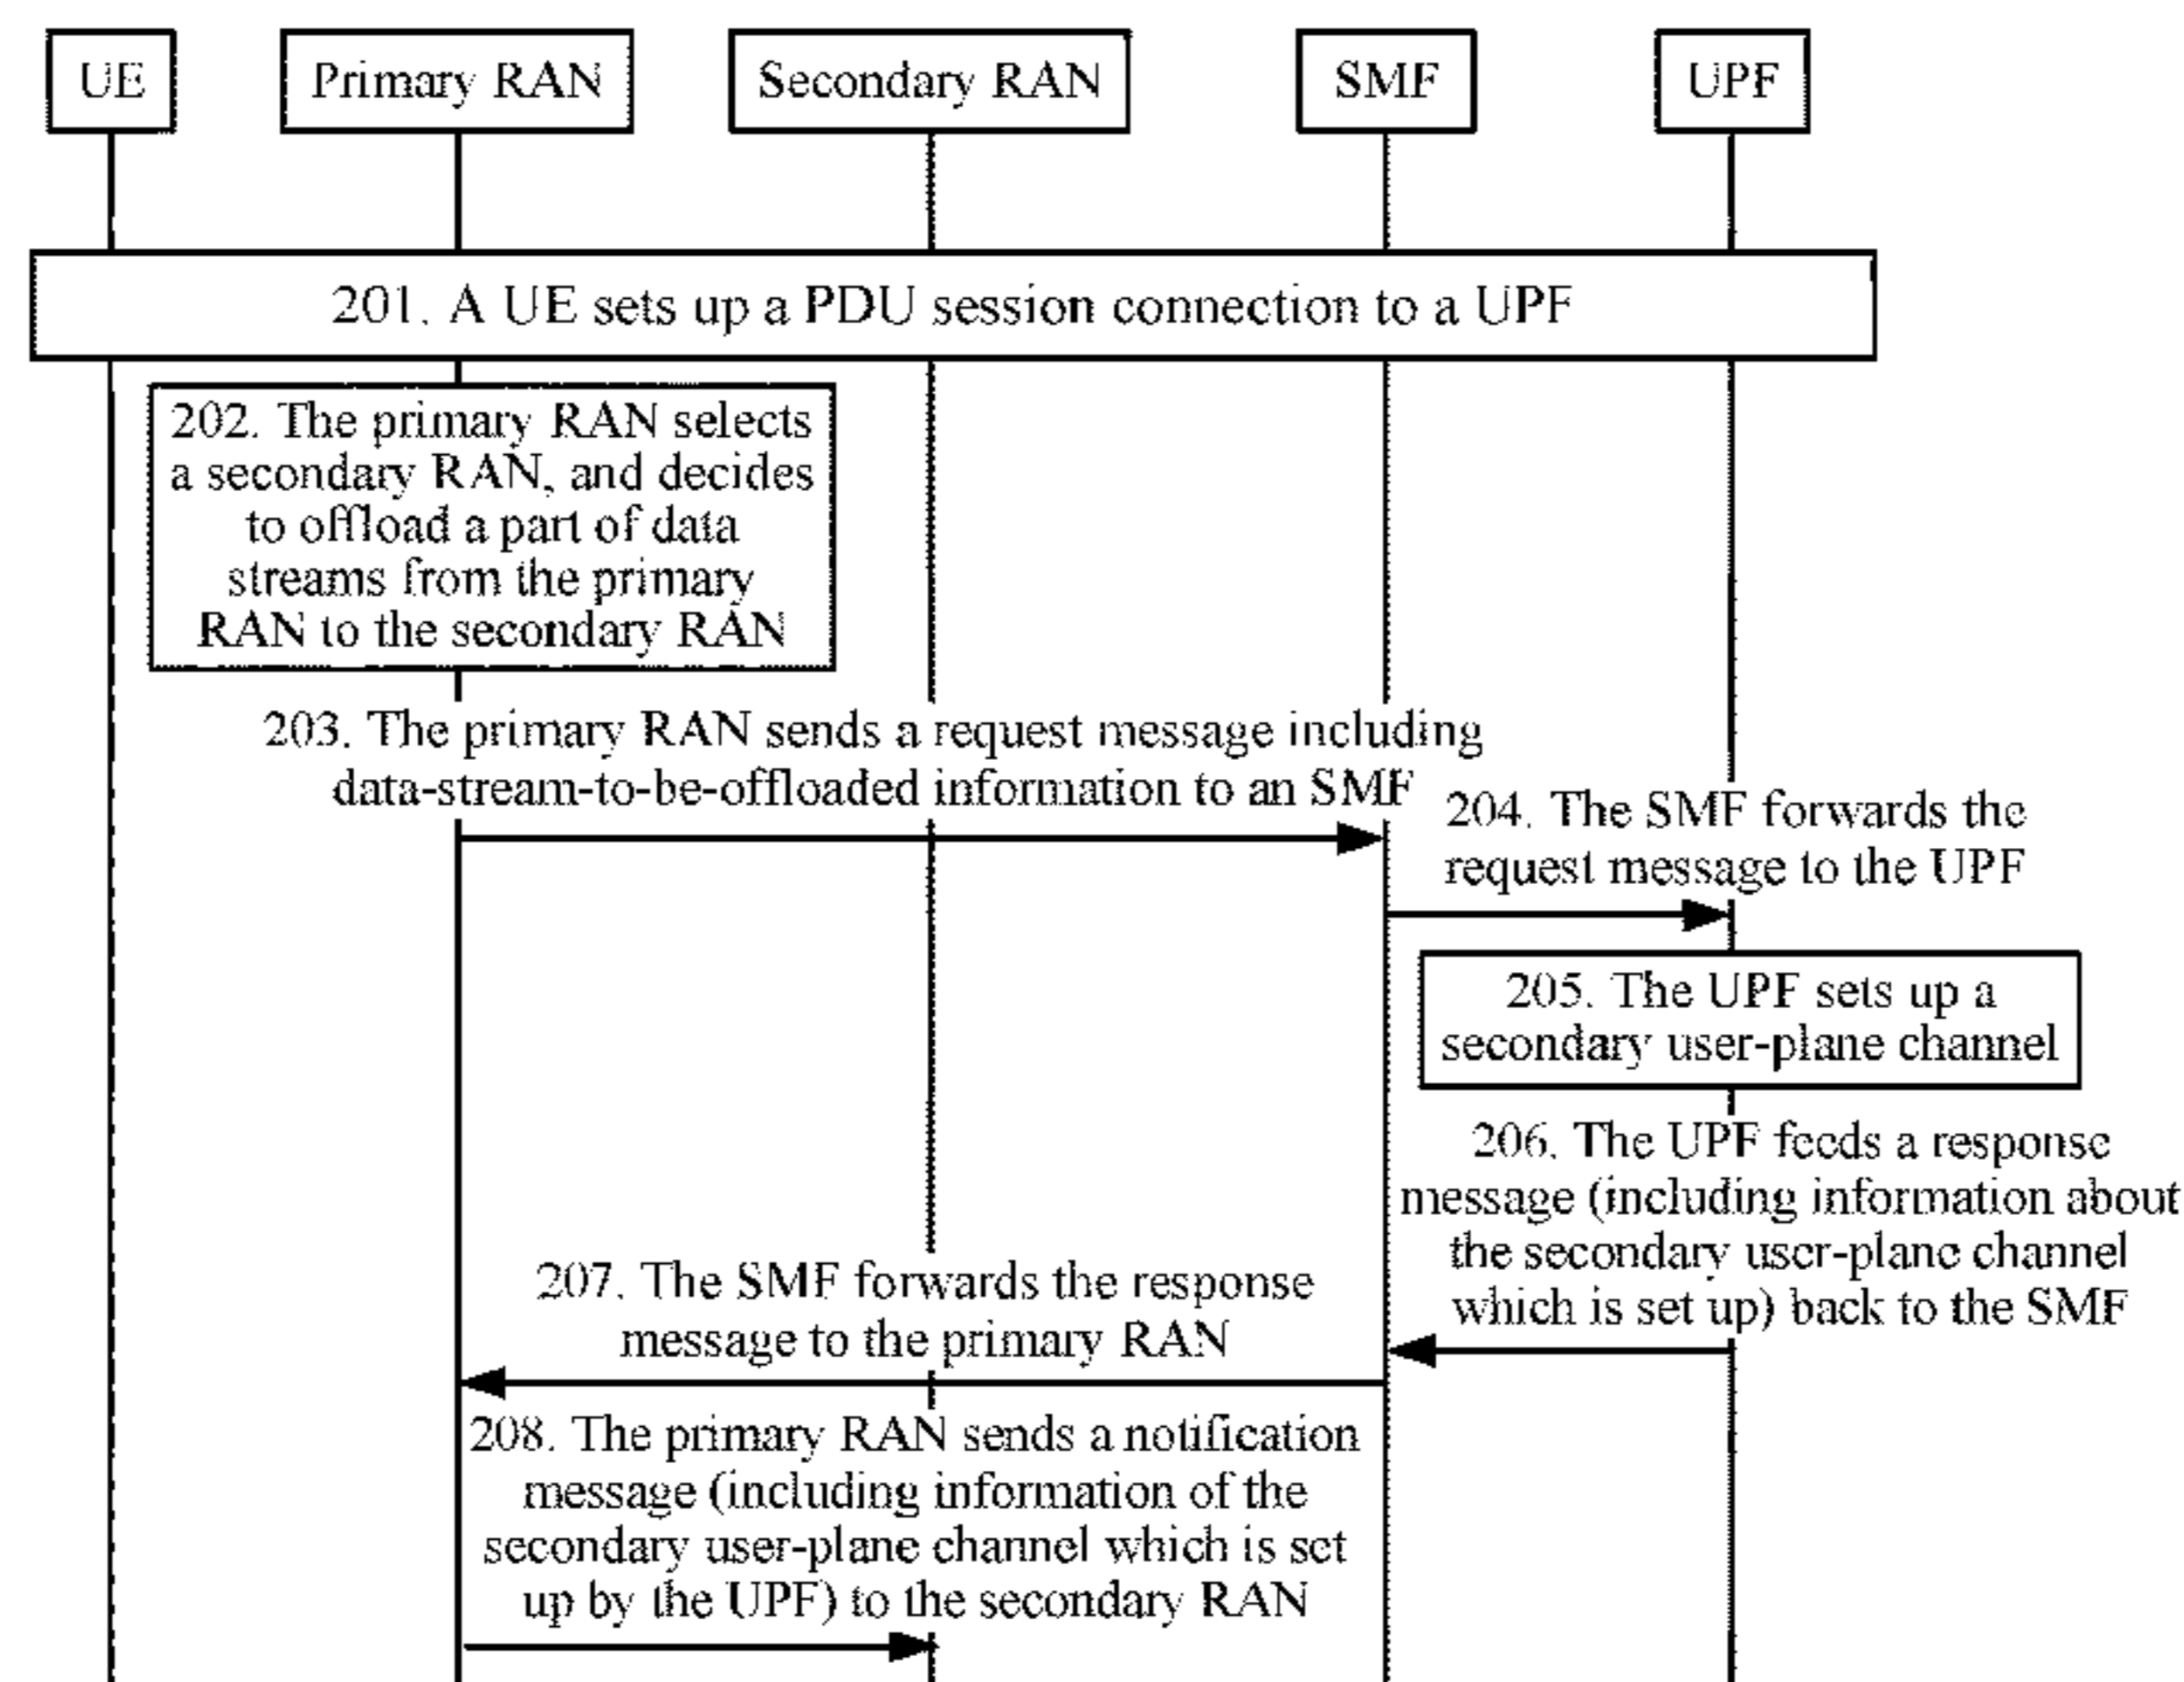 UE
Primary RAN
Secondary RAN
SMF
UPF
201. A UE sets up a PDU session connection to a UPF
202. The primary RAN selects
a secondary RAN, and decides
to offload a part of data
streams from the primary
RAN to the secondary RAN
203. The primary RAN sends a request message including
data-stream-to-be-offloaded information to an SMF
204. The SMF forwards the
request message to the UPF
205. The UPF sets up a
secondary user-plane channel
206. The UPF feeds a response
message (including information about
the secondary user-plane channel
which is set up) back to the SMF
207. The SMF forwards the response
message to the primary RAN
208. The primary RAN sends a notification
message (including information of the
secondary user-plane channel which is set
up by the UPF) to the secondary RAN